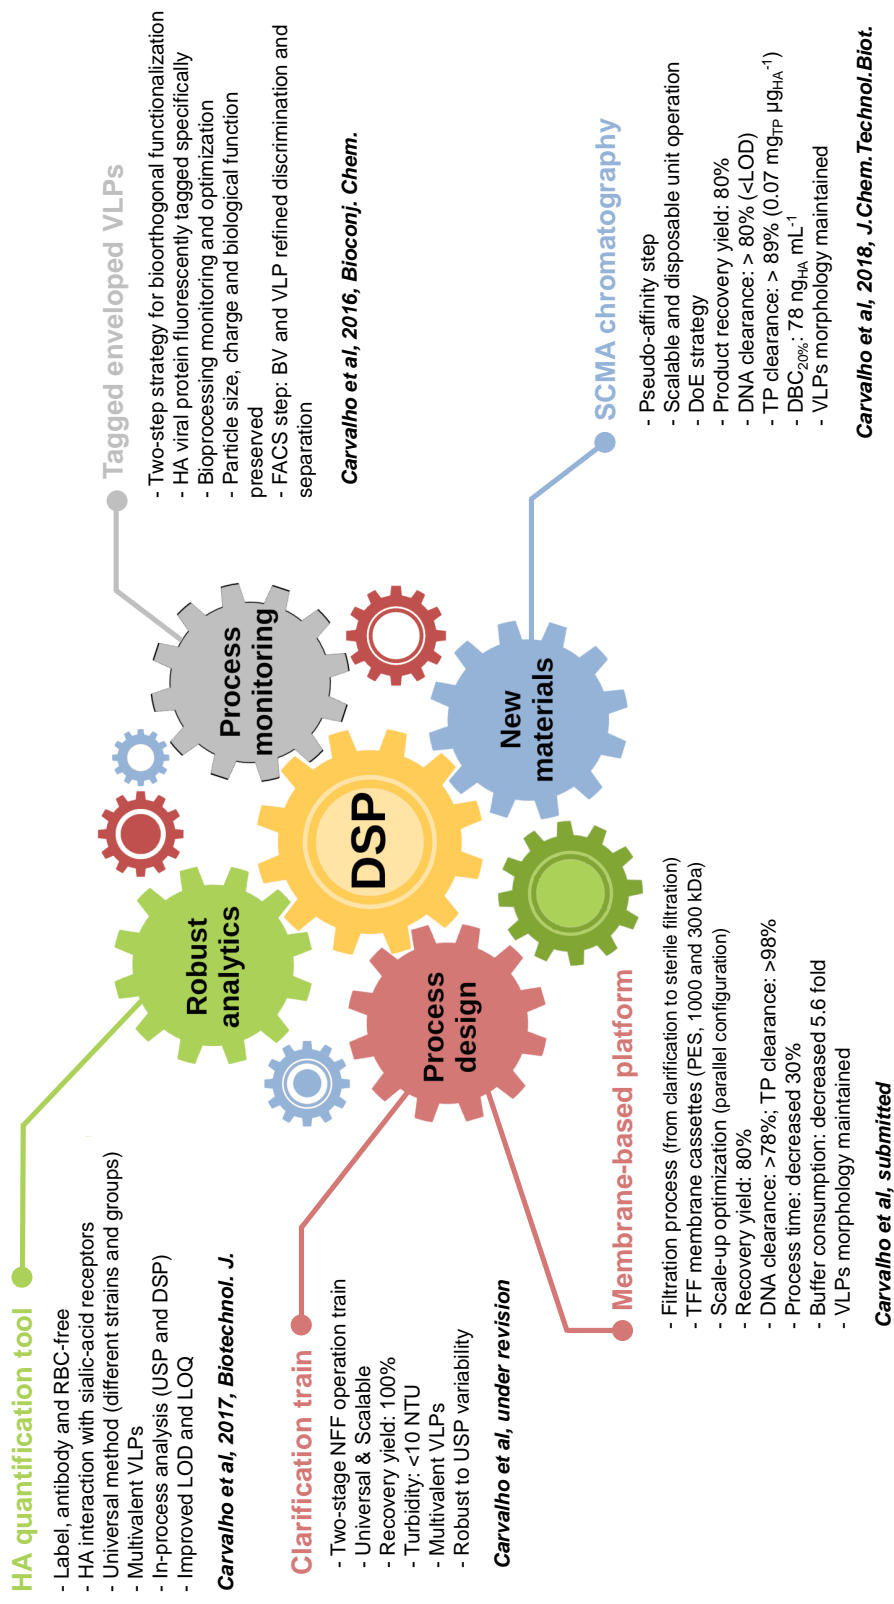 HA quantification tool
- Label, antibody and RBC-free
- HA interaction with sialic-acid receptors
- Universal method (different strains and groups)
- Multivalent VLPs
- In-process analysis (USP and DSP)
- Improved LOD and LOQ
Carvalho et al, 2017, Biotechnol. J.
Clarification train
- Two-stage NFF operation train
- Universal & Scalable
- Recovery yield: 100%
- Turbidity: <10 NTU
- Multivalent VLPs
- Robust to USP variability
Carvalho et al, under revision
Robust
analytics
Process
monitoring
DSP
Process
design
New
materials
Tagged enveloped VLPs
- Two-step strategy for bioorthogonal functionalization
- HA viral protein fluorescently tagged specifically
- Bioprocessing monitoring and optimization
- Particle size, charge and biological function
preserved
- FACS step: BV and VLP refined discrimination and
separation
Carvalho et al, 2016, Bioconj. Chem.
Membrane-based platform
- Filtration process (from clarification to sterile filtration)
- TFF membrane cassettes (PES, 1000 and 300 kDa)
- Scale-up optimization (parallel configuration)
- Recovery yield: 80%
- DNA clearance: >78%; TP clearance: >98%
- Process time: decreased 30%
- Buffer consumption: decreased 5.6 fold
- VLPs morphology maintained
Carvalho et al, submitted
SCMA chromatography
- Pseudo-affinity step
- Scalable and disposable unit operation
- DoE strategy
- Product recovery yield: 80%
- DNA clearance: > 80% (<LOD)
- TP clearance: > 89% (0.07 mgTP µgHA-1)
- DBC20%: 78 ngHA mL-1
- VLPs morphology maintained
Carvalho et al, 2018, J.Chem.Technol.Biot.